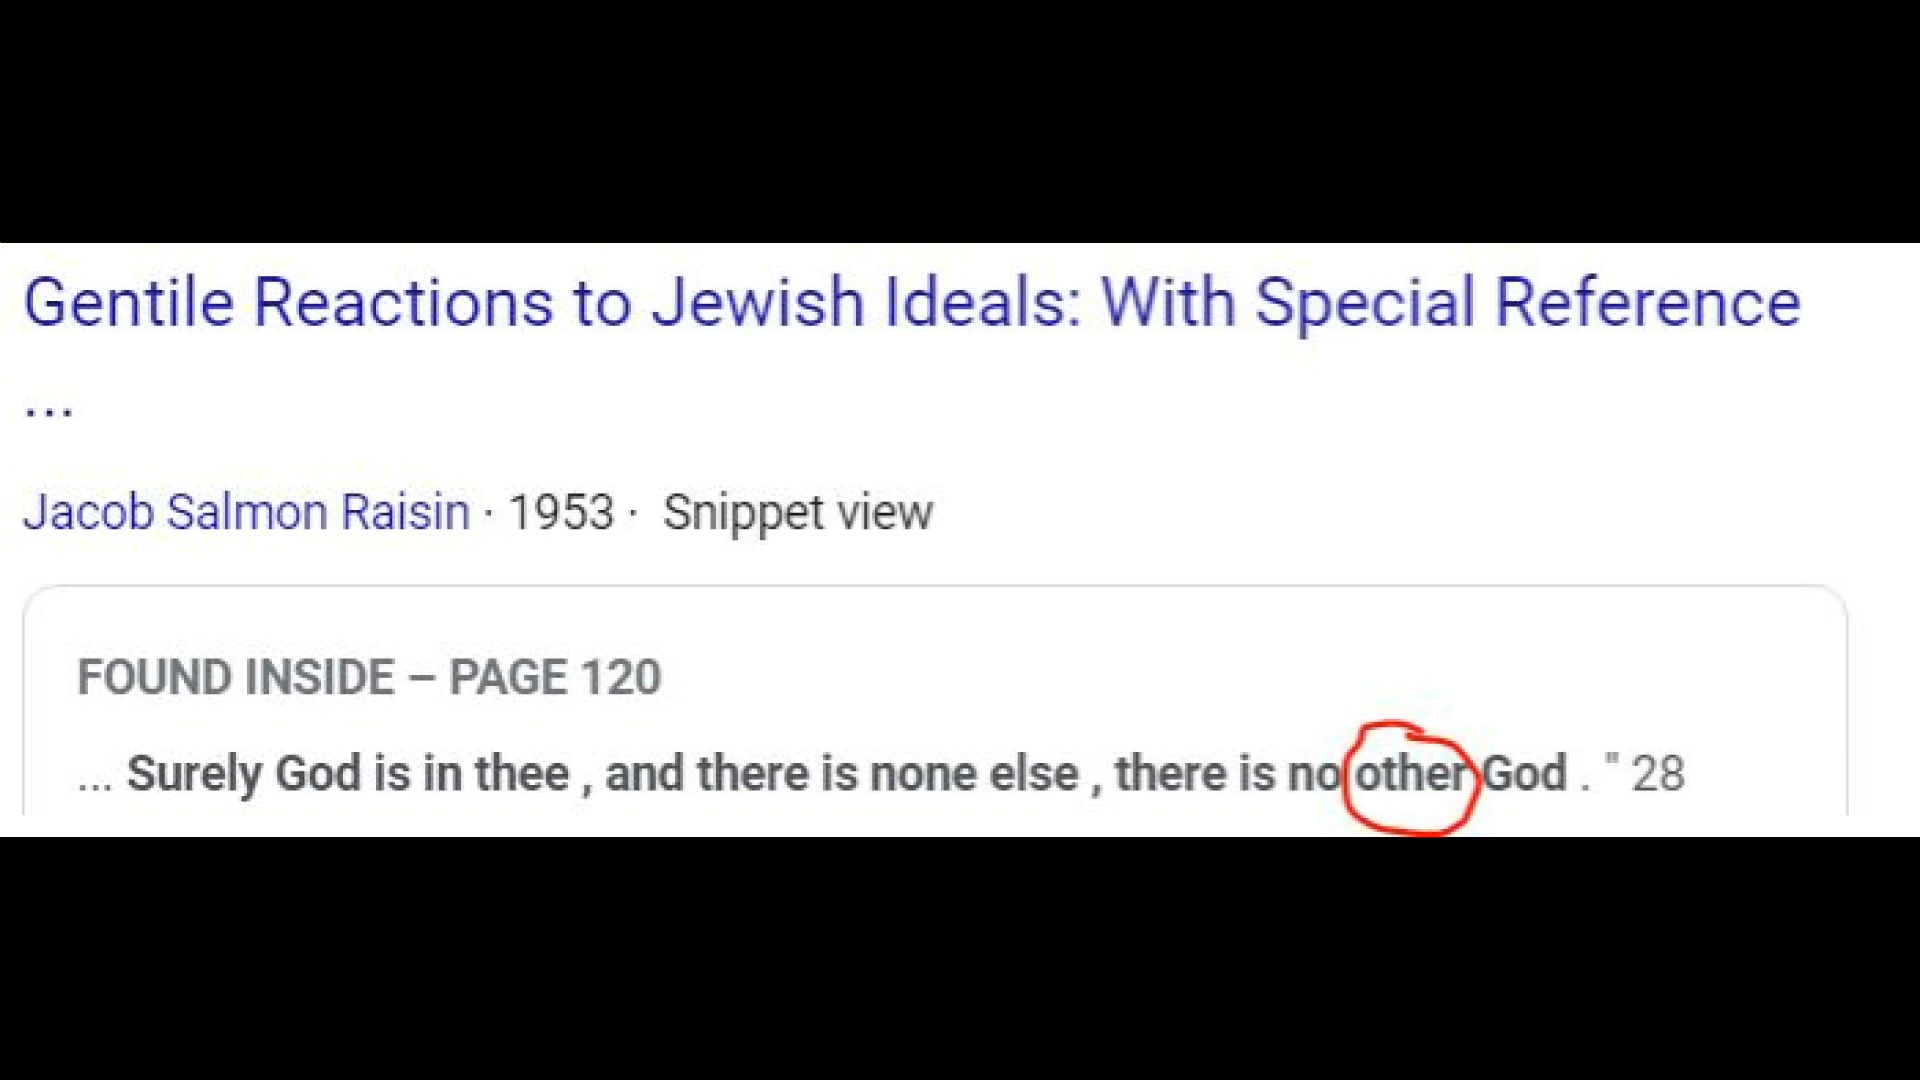 Gentile Reactions to Jewish Ideals: With Special Reference
...
Jacob Salmon Raisin · 1953 · Snippet view
FOUND INSIDE – PAGE 120
... Surely God is in thee , and there is none else , there is no other God . " 28